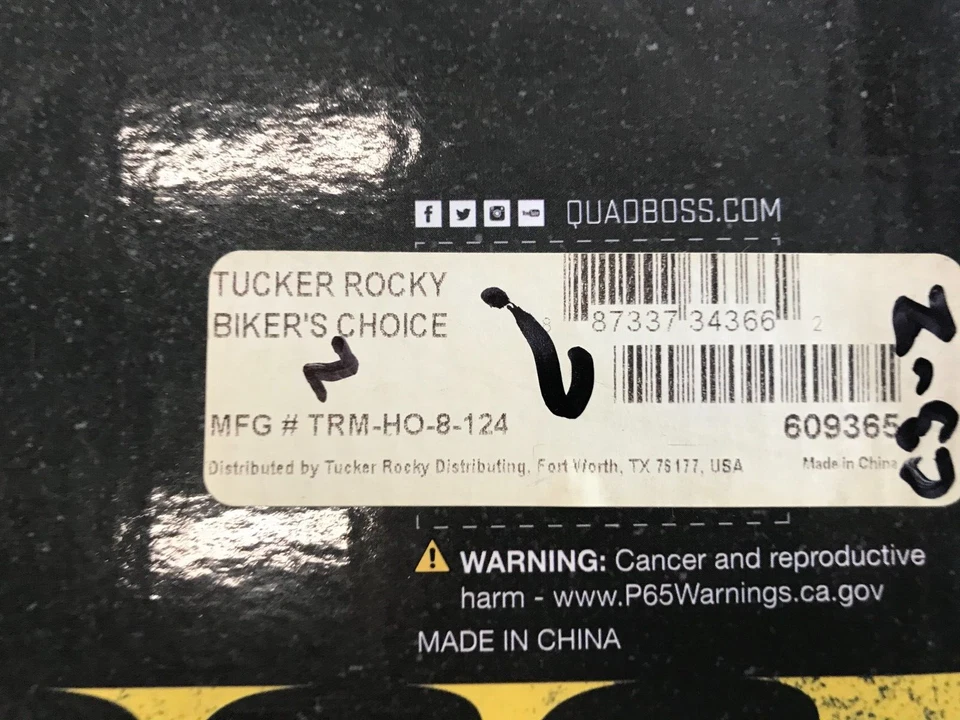 QUADBOSS.COM
TUCKER ROCKY
BIKER'S CHOICE
8 87337 34366 2
MFG # TRM-HO-8-124
609365
Distributed by Tucker Rocky Distributing, Fort Worth, TX 76177, USA
Made in China
WARNING: Cancer and reproductive
harm - www.P65Warnings.ca.gov
MADE IN CHINA